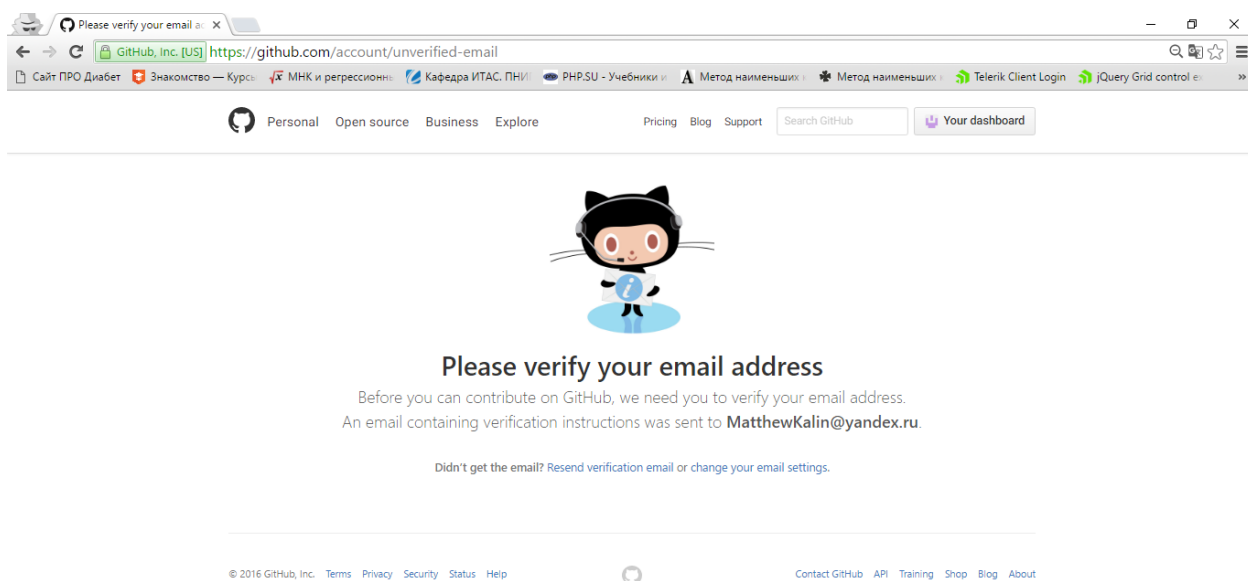 Please verify your email ac
GitHub, Inc. [US] https://github.com/account/unverified-email
Сайт ПРО Диабет Знакомство — Курсы МНК и регрессионны Кафедра ИТАС. ПНИ PHP.SU - Учебники и Метод наименьших Метод наименьших Telerik Client Login jQuery Grid control ex »
Personal Open source Business Explore Pricing Blog Support Search GitHub Your dashboard
Please verify your email address
Before you can contribute on GitHub, we need you to verify your email address.
An email containing verification instructions was sent to MatthewKalin@yandex.ru.
Didn't get the email? Resend verification email or change your email settings.
© 2016 GitHub, Inc. Terms Privacy Security Status Help Contact GitHub API Training Shop Blog About